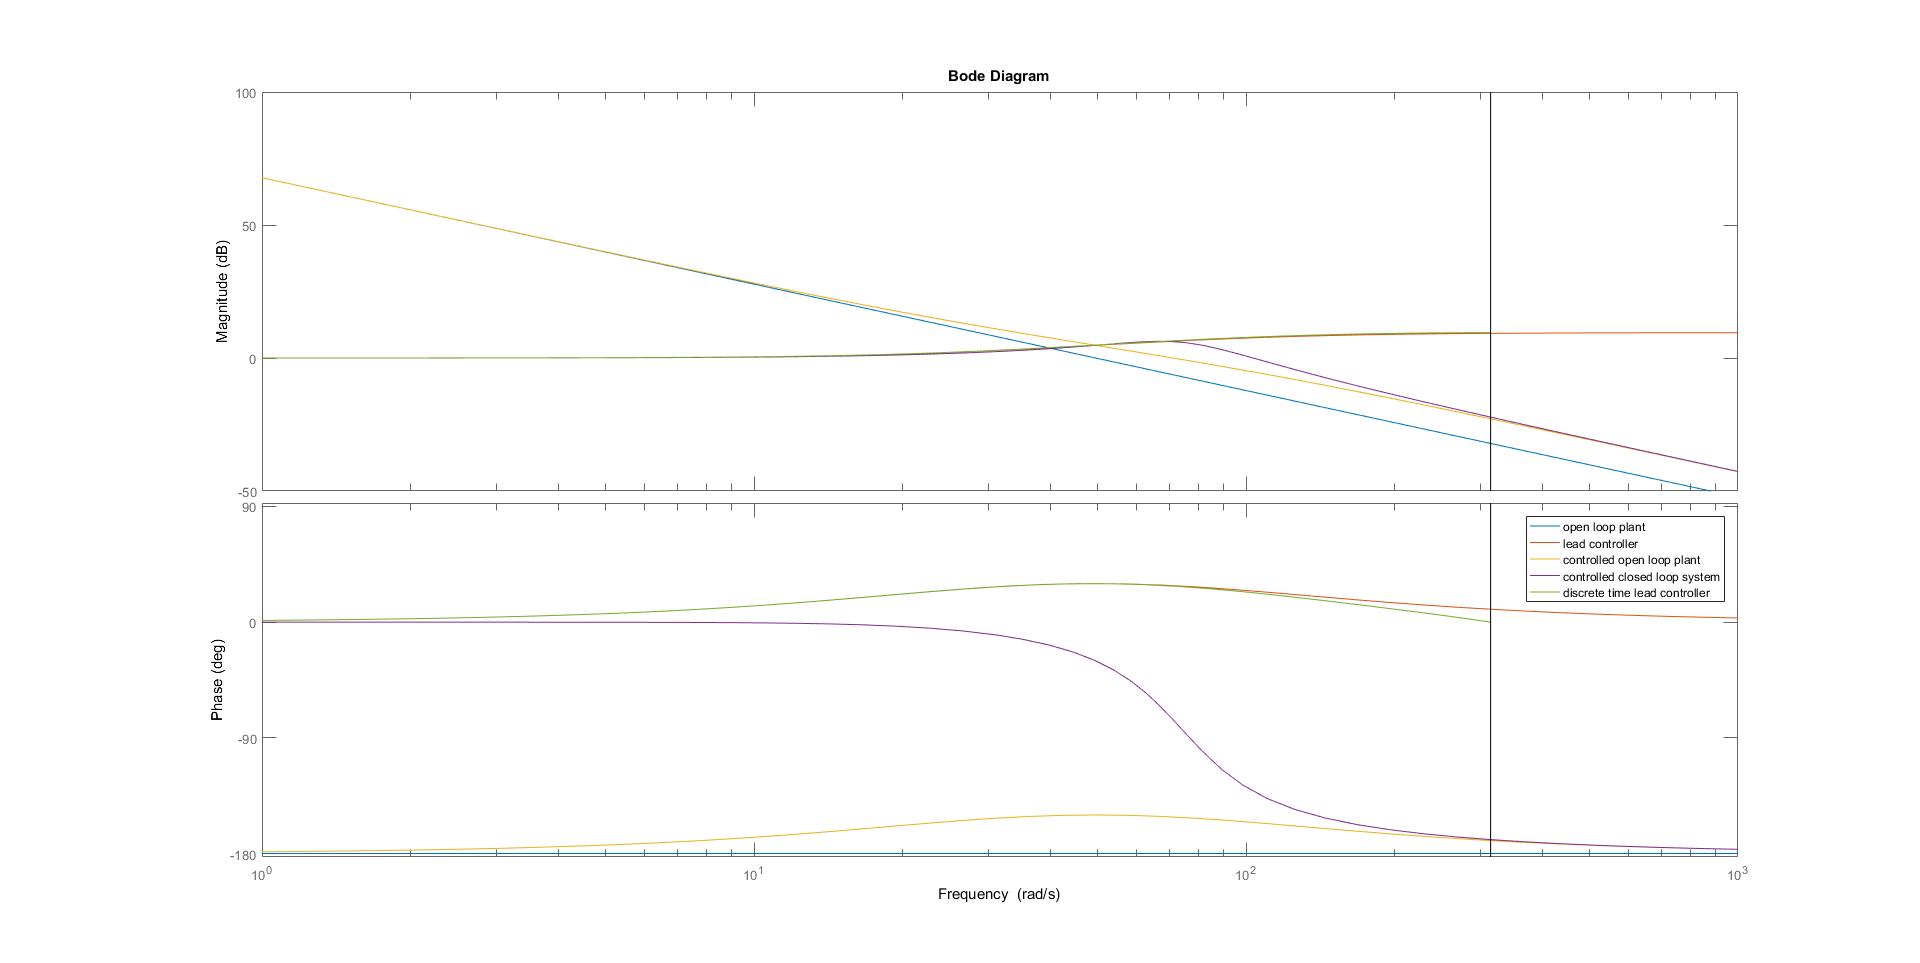 Bode Diagram
Magnitude (dB)
100
50
0
-50
Phase (deg)
90
0
-90
-180
open loop plant
lead controller
controlled open loop plant
controlled closed loop system
discrete time lead controller
10^0
10^1
10^2
10^3
Frequency (rad/s)